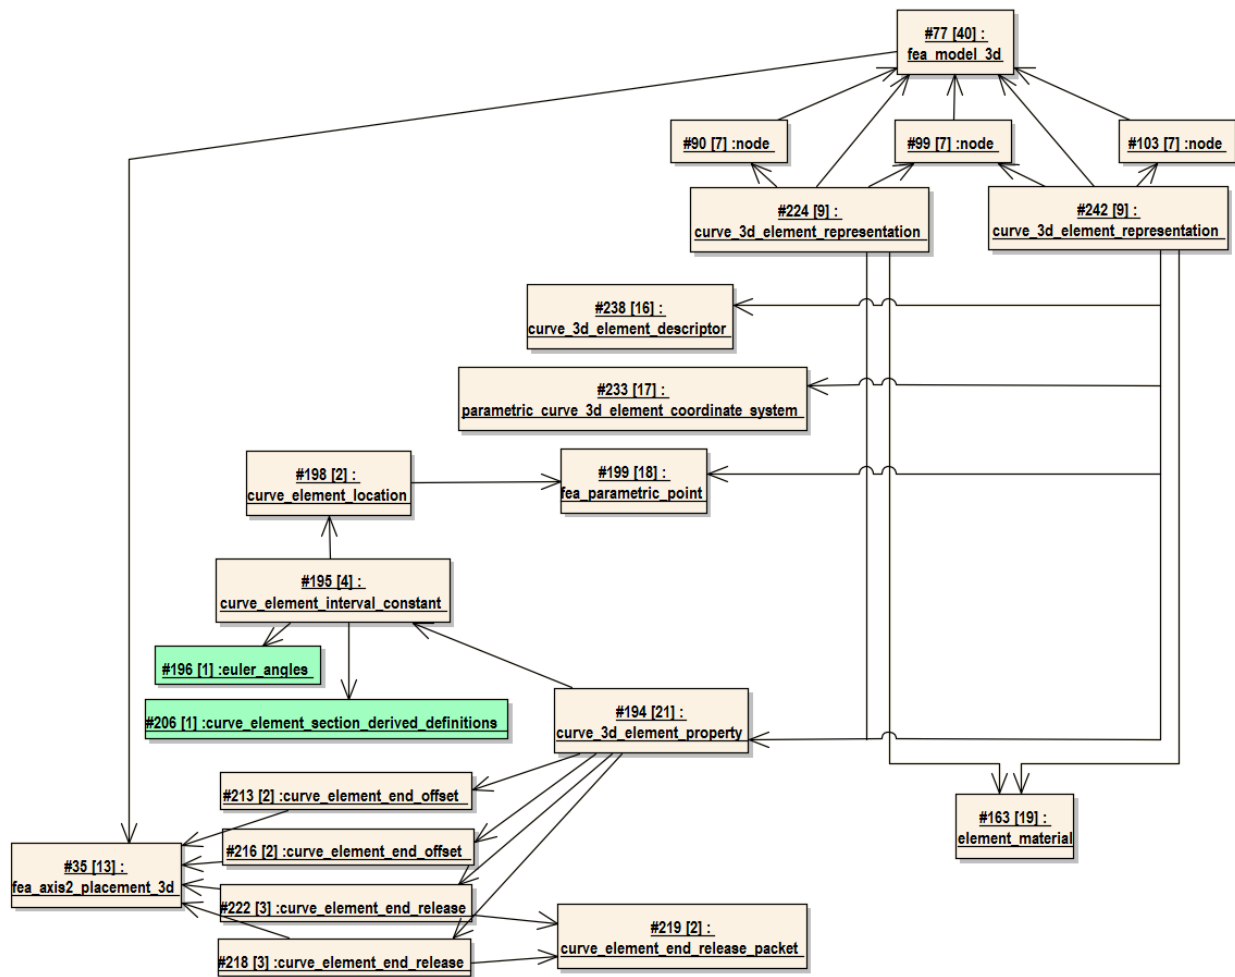 #77 [40] :
fea_model_3d
#90 [7] :node
#99 [7] :node
#103 [7] :node
#224 [9] :
curve_3d_element_representation
#242 [9] :
curve_3d_element_representation
#238 [16] :
curve_3d_element_descriptor
#233 [17] :
parametric_curve_3d_element_coordinate_system
#198 [2] :
curve_element_location
#199 [18] :
fea_parametric_point
#195 [4] :
curve_element_interval_constant
#196 [1] :euler_angles
#206 [1] :curve_element_section_derived_definitions
#194 [21] :
curve_3d_element_property
#213 [2] :curve_element_end_offset
#163 [19] :
element_material
#216 [2] :curve_element_end_offset
#35 [13] :
fea_axis2_placement_3d
#222 [3] :curve_element_end_release
#219 [2] :
curve_element_end_release_packet
#218 [3] :curve_element_end_release